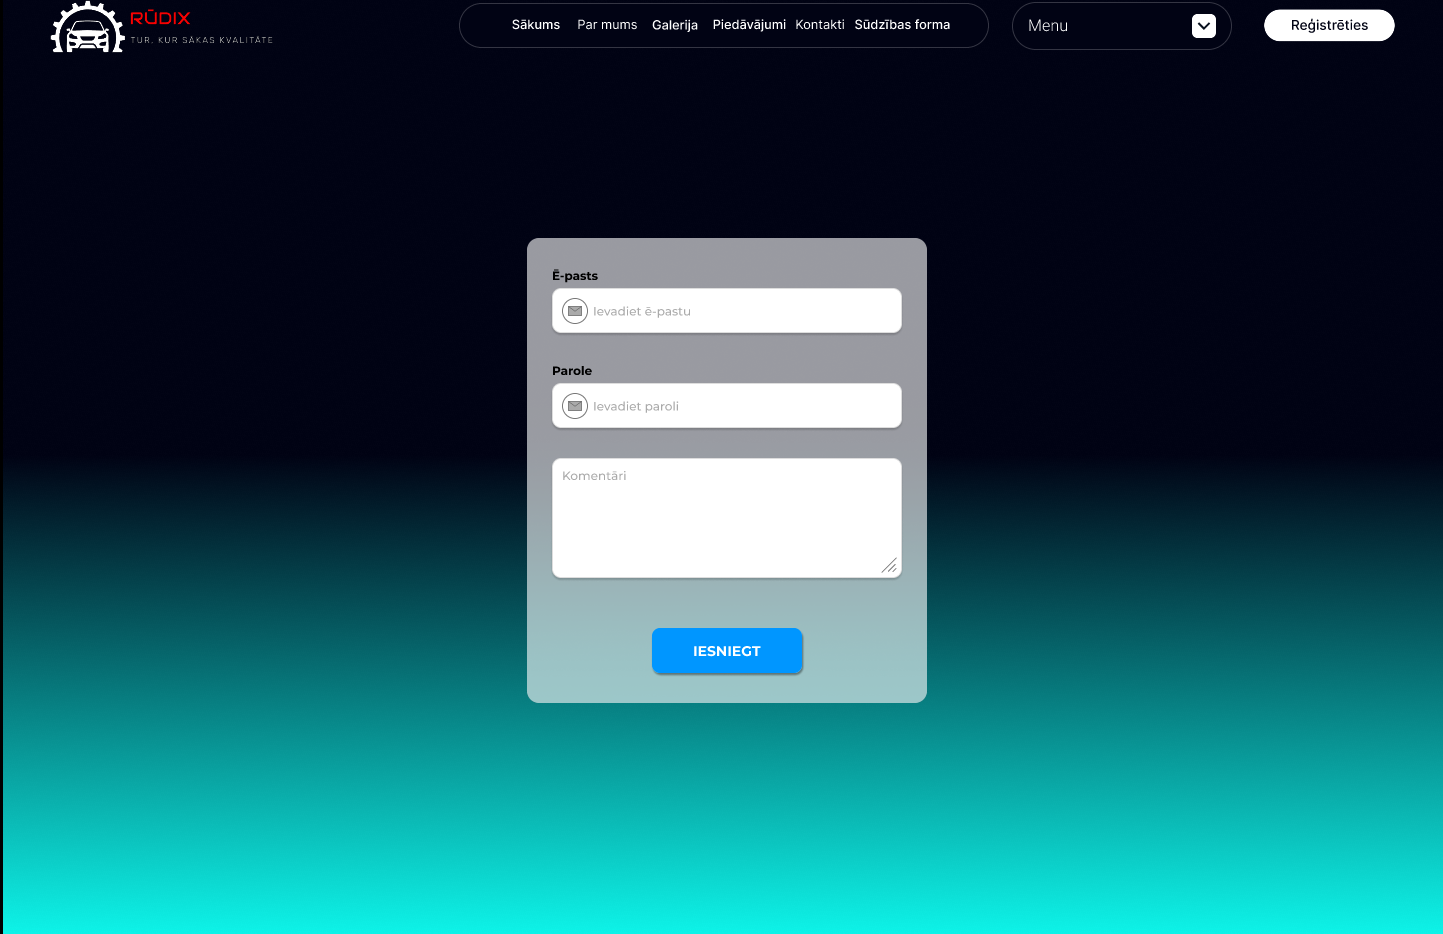 RŪDIX
TUR, KUR SĀKAS KVALITĀTE
Sākums Par mums Galerija Piedāvājumi Kontakti Sūdzības forma
Menu
Reģistrēties
Ē-pasts
Ievadiet ē-pastu
Parole
Ievadiet paroli
Komentāri
IESNIEGT